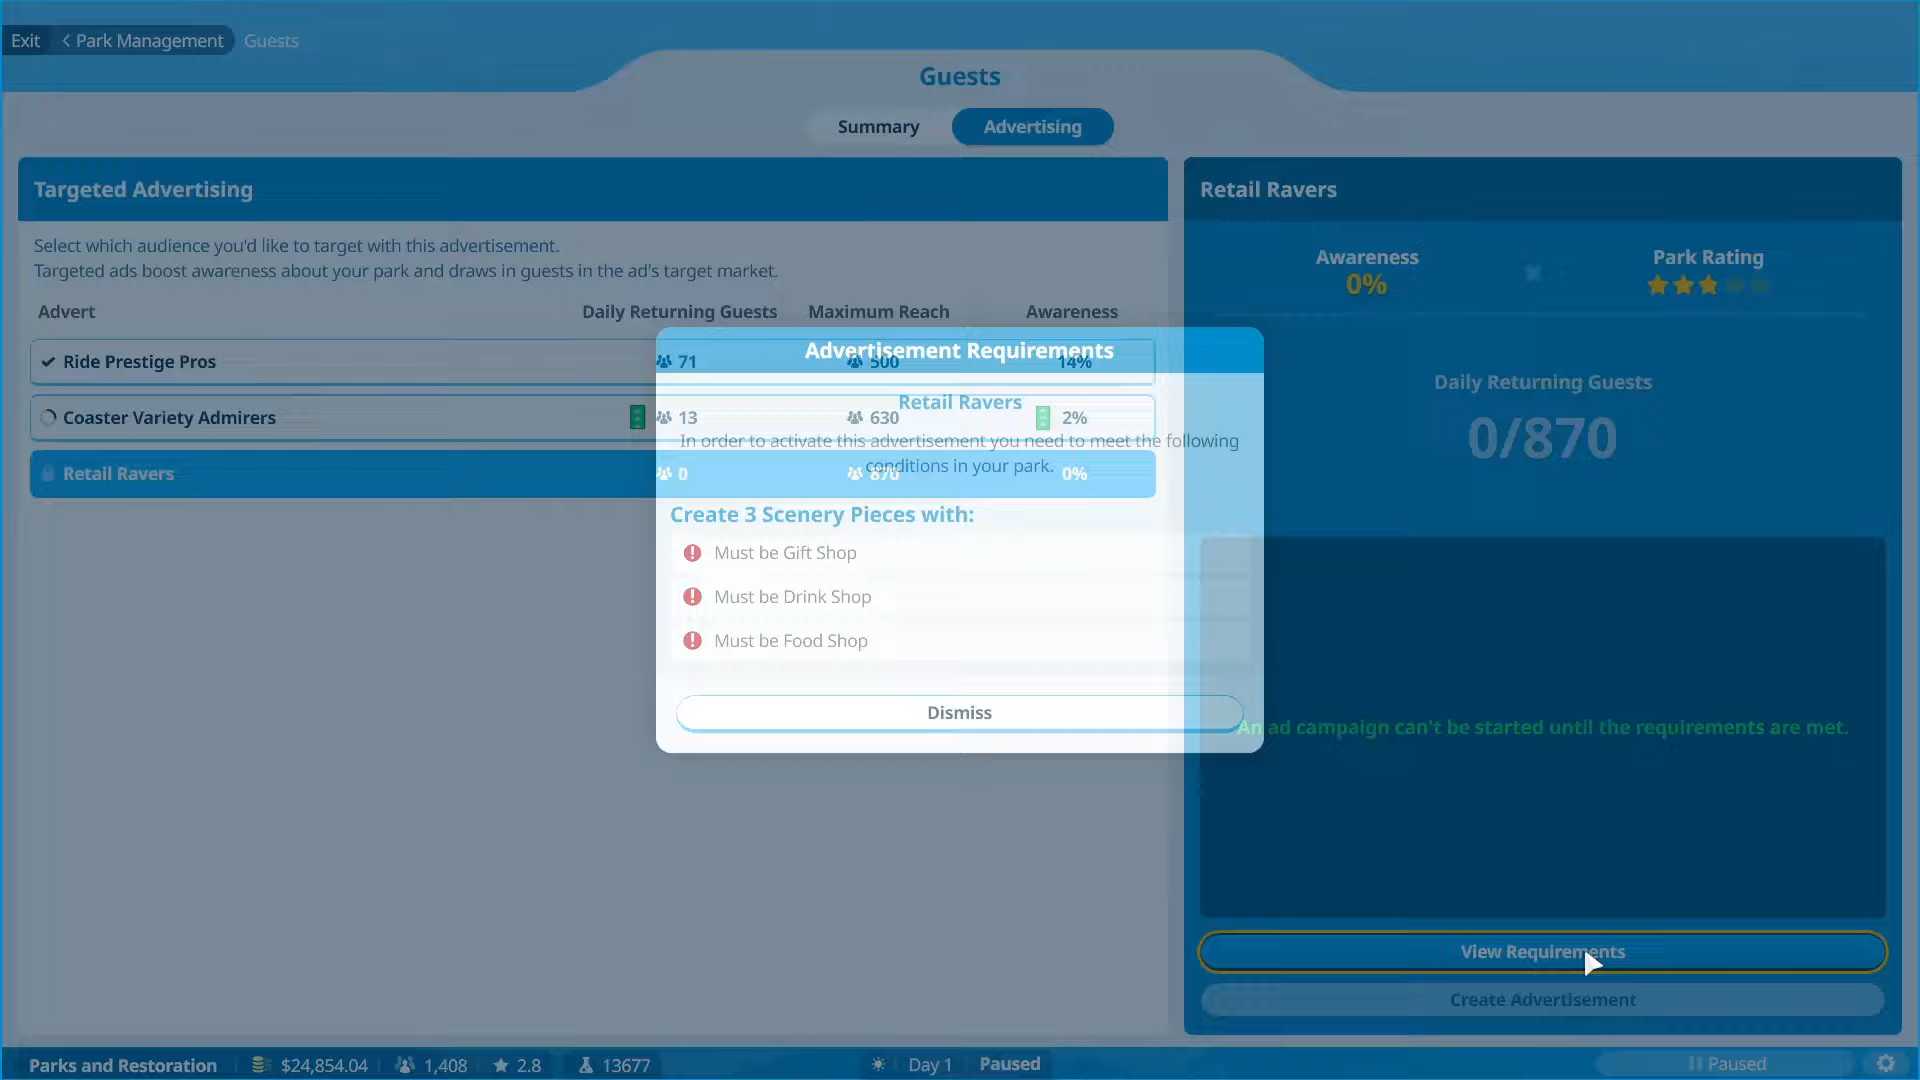 Exit
Park Management
Guests
Guests
Summary
Advertising
Targeted Advertising
Select which audience you'd like to target with this advertisement.
Targeted ads boost awareness about your park and draws in guests in the ad's target market.
Advert Daily Returning Guests Maximum Reach Awareness
Ride Prestige Pros 71 500 14%
Coaster Variety Admirers 13 630 2%
Retail Ravers 0 870 0%
Advertisement Requirements
Retail Ravers
In order to activate this advertisement you need to meet the following
conditions in your park.
Create 3 Scenery Pieces with:
Must be Gift Shop
Must be Drink Shop
Must be Food Shop
Dismiss
Retail Ravers
Awareness
0%
Park Rating
Daily Returning Guests
0/870
An ad campaign can't be started until the requirements are met.
View Requirements
Create Advertisement
Parks and Restoration $24,854.04 1,408 2.8 13677 Day 1 Paused Paused